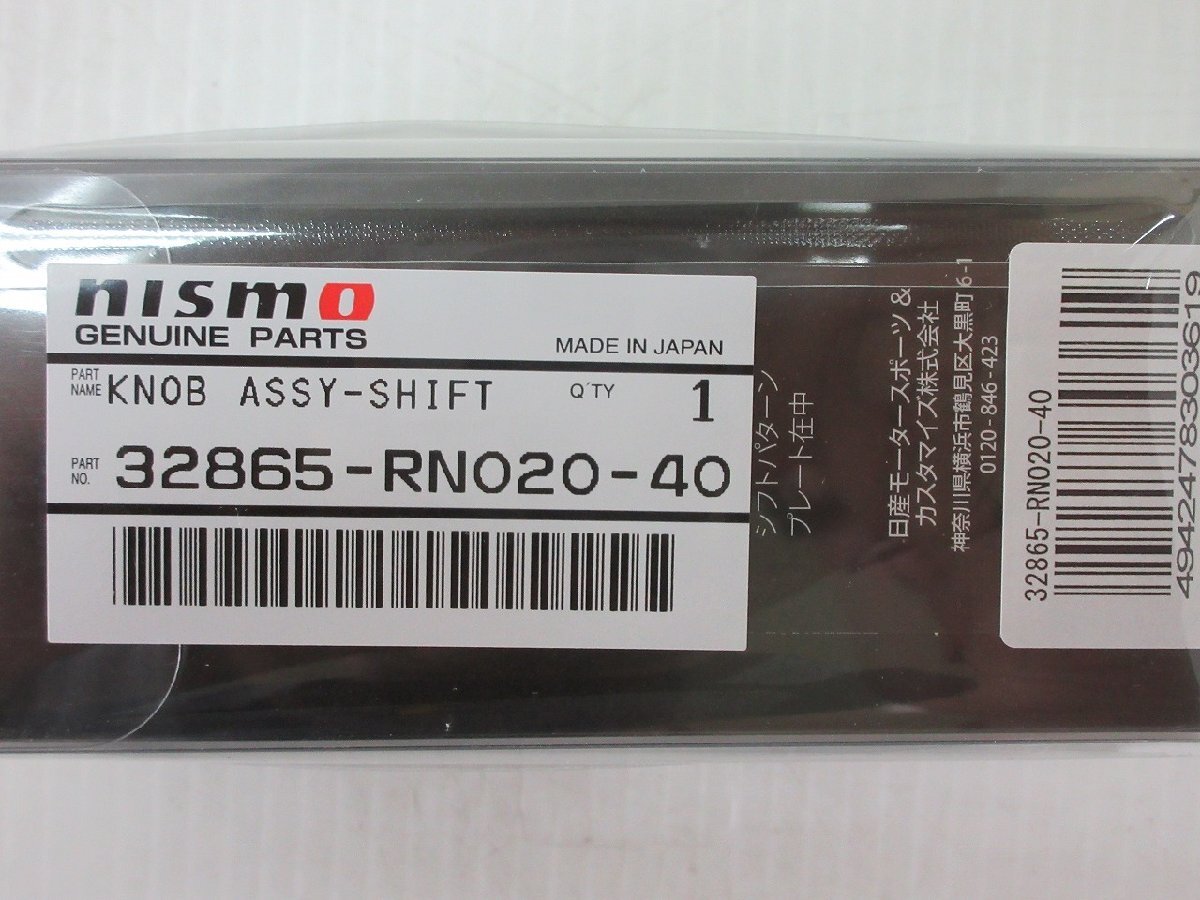 nismo
GENUINE PARTS
MADE IN JAPAN
PART NAME KNOB ASSY-SHIFT Q'TY 1
PART NO. 32865-RN020-40
シフトパターン
プレート在中
日産モータースポーツ &
カスタマイズ株式会社
神奈川県横浜市鶴見区大黒町 6-1
0120-846-423
32865-RN020-40
4942478303619